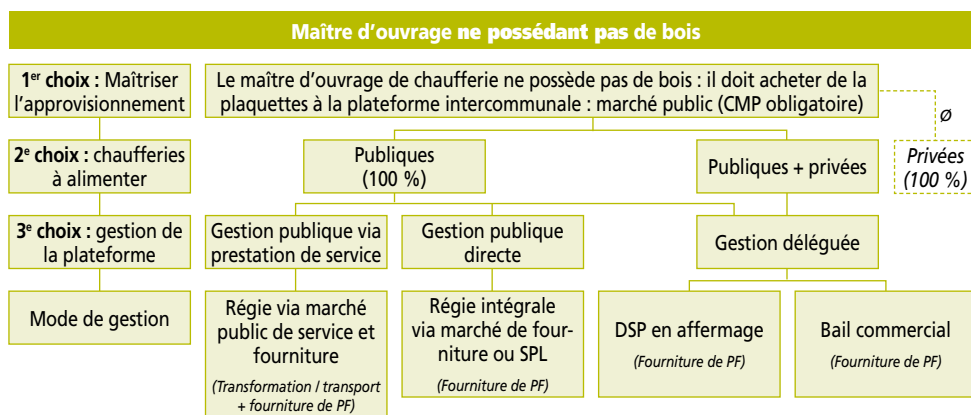 Maître d'ouvrage ne possédant pas de bois
1er choix : Maîtriser
l'approvisionnement
Le maître d'ouvrage de chaufferie ne possède pas de bois : il doit acheter de la
plaquettes à la plateforme intercommunale : marché public (CMP obligatoire)
ø
2e choix : chaufferies
à alimenter
Publiques
(100 %)
Publiques + privées
Privées
(100 %)
3e choix : gestion de
la plateforme
Gestion publique via
prestation de service
Gestion publique
directe
Gestion déléguée
Mode de gestion
Régie via marché
public de service et
fourniture
(Transformation / transport
+ fourniture de PF)
Régie intégrale
via marché de four-
niture ou SPL
(Fourniture de PF)
DSP en affermage
(Fourniture de PF)
Bail commercial
(Fourniture de PF)